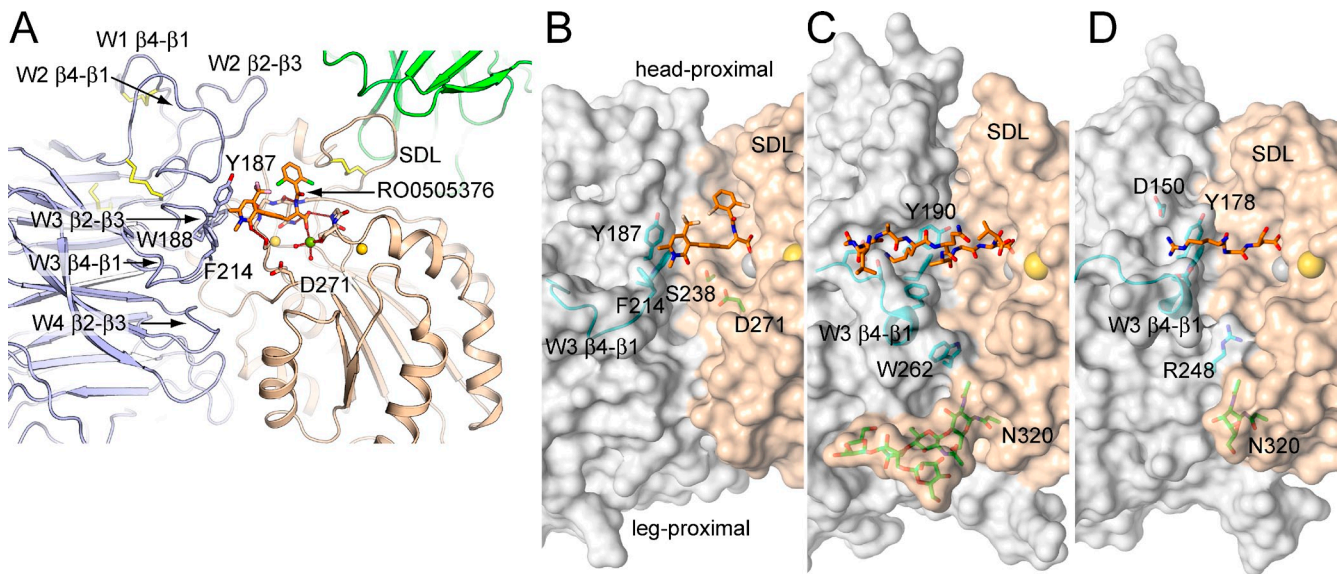 A
W1 β4-β1
W2 β4-β1
W2 β2-β3
Y187
SDL
RO0505376
W3 β2-β3
W188
W3 β4-β1
F214
D271
W4 β2-β3
B
head-proximal
SDL
Y187
S238
F214
D271
W3 β4-β1
leg-proximal
C
SDL
Y190
W3 β4-β1
W262
N320
D
SDL
D150
Y178
W3 β4-β1
R248
N320